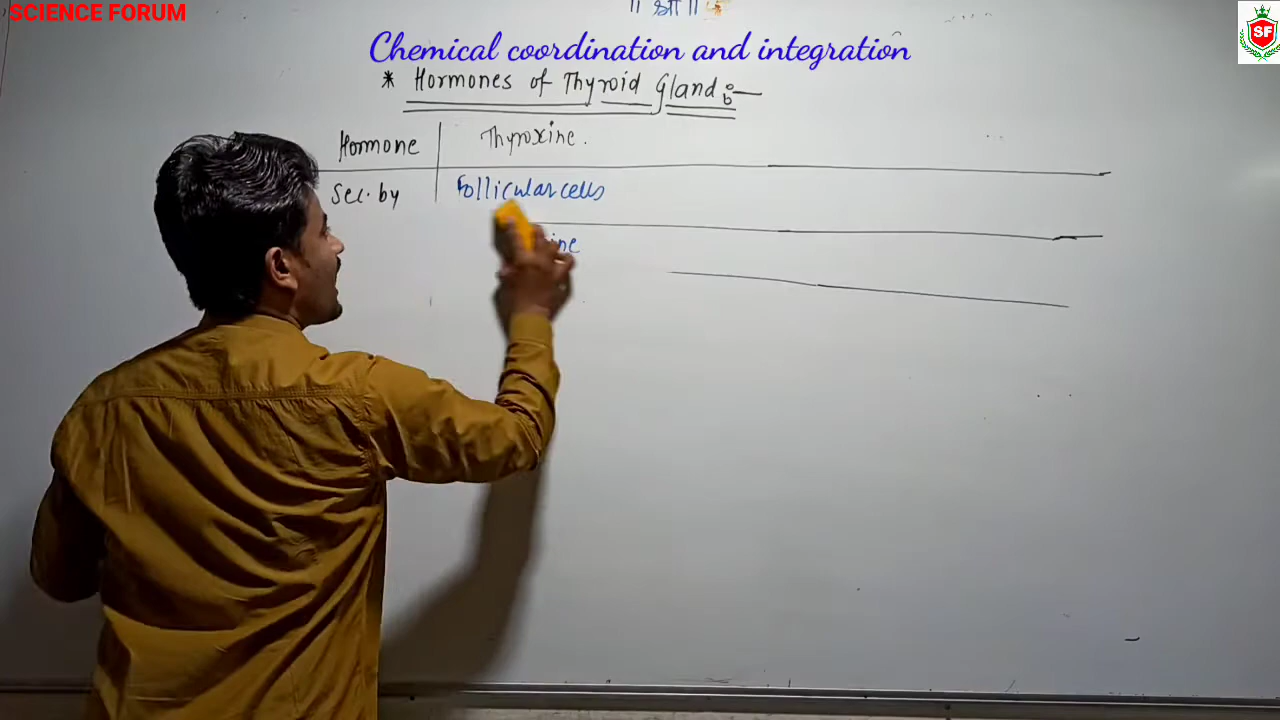 SCIENCE FORUM
SF
Chemical coordination and integration
* Hormones of Thyroid Gland :—
Hormone Thyroxine.
Sec. by Follicular cells